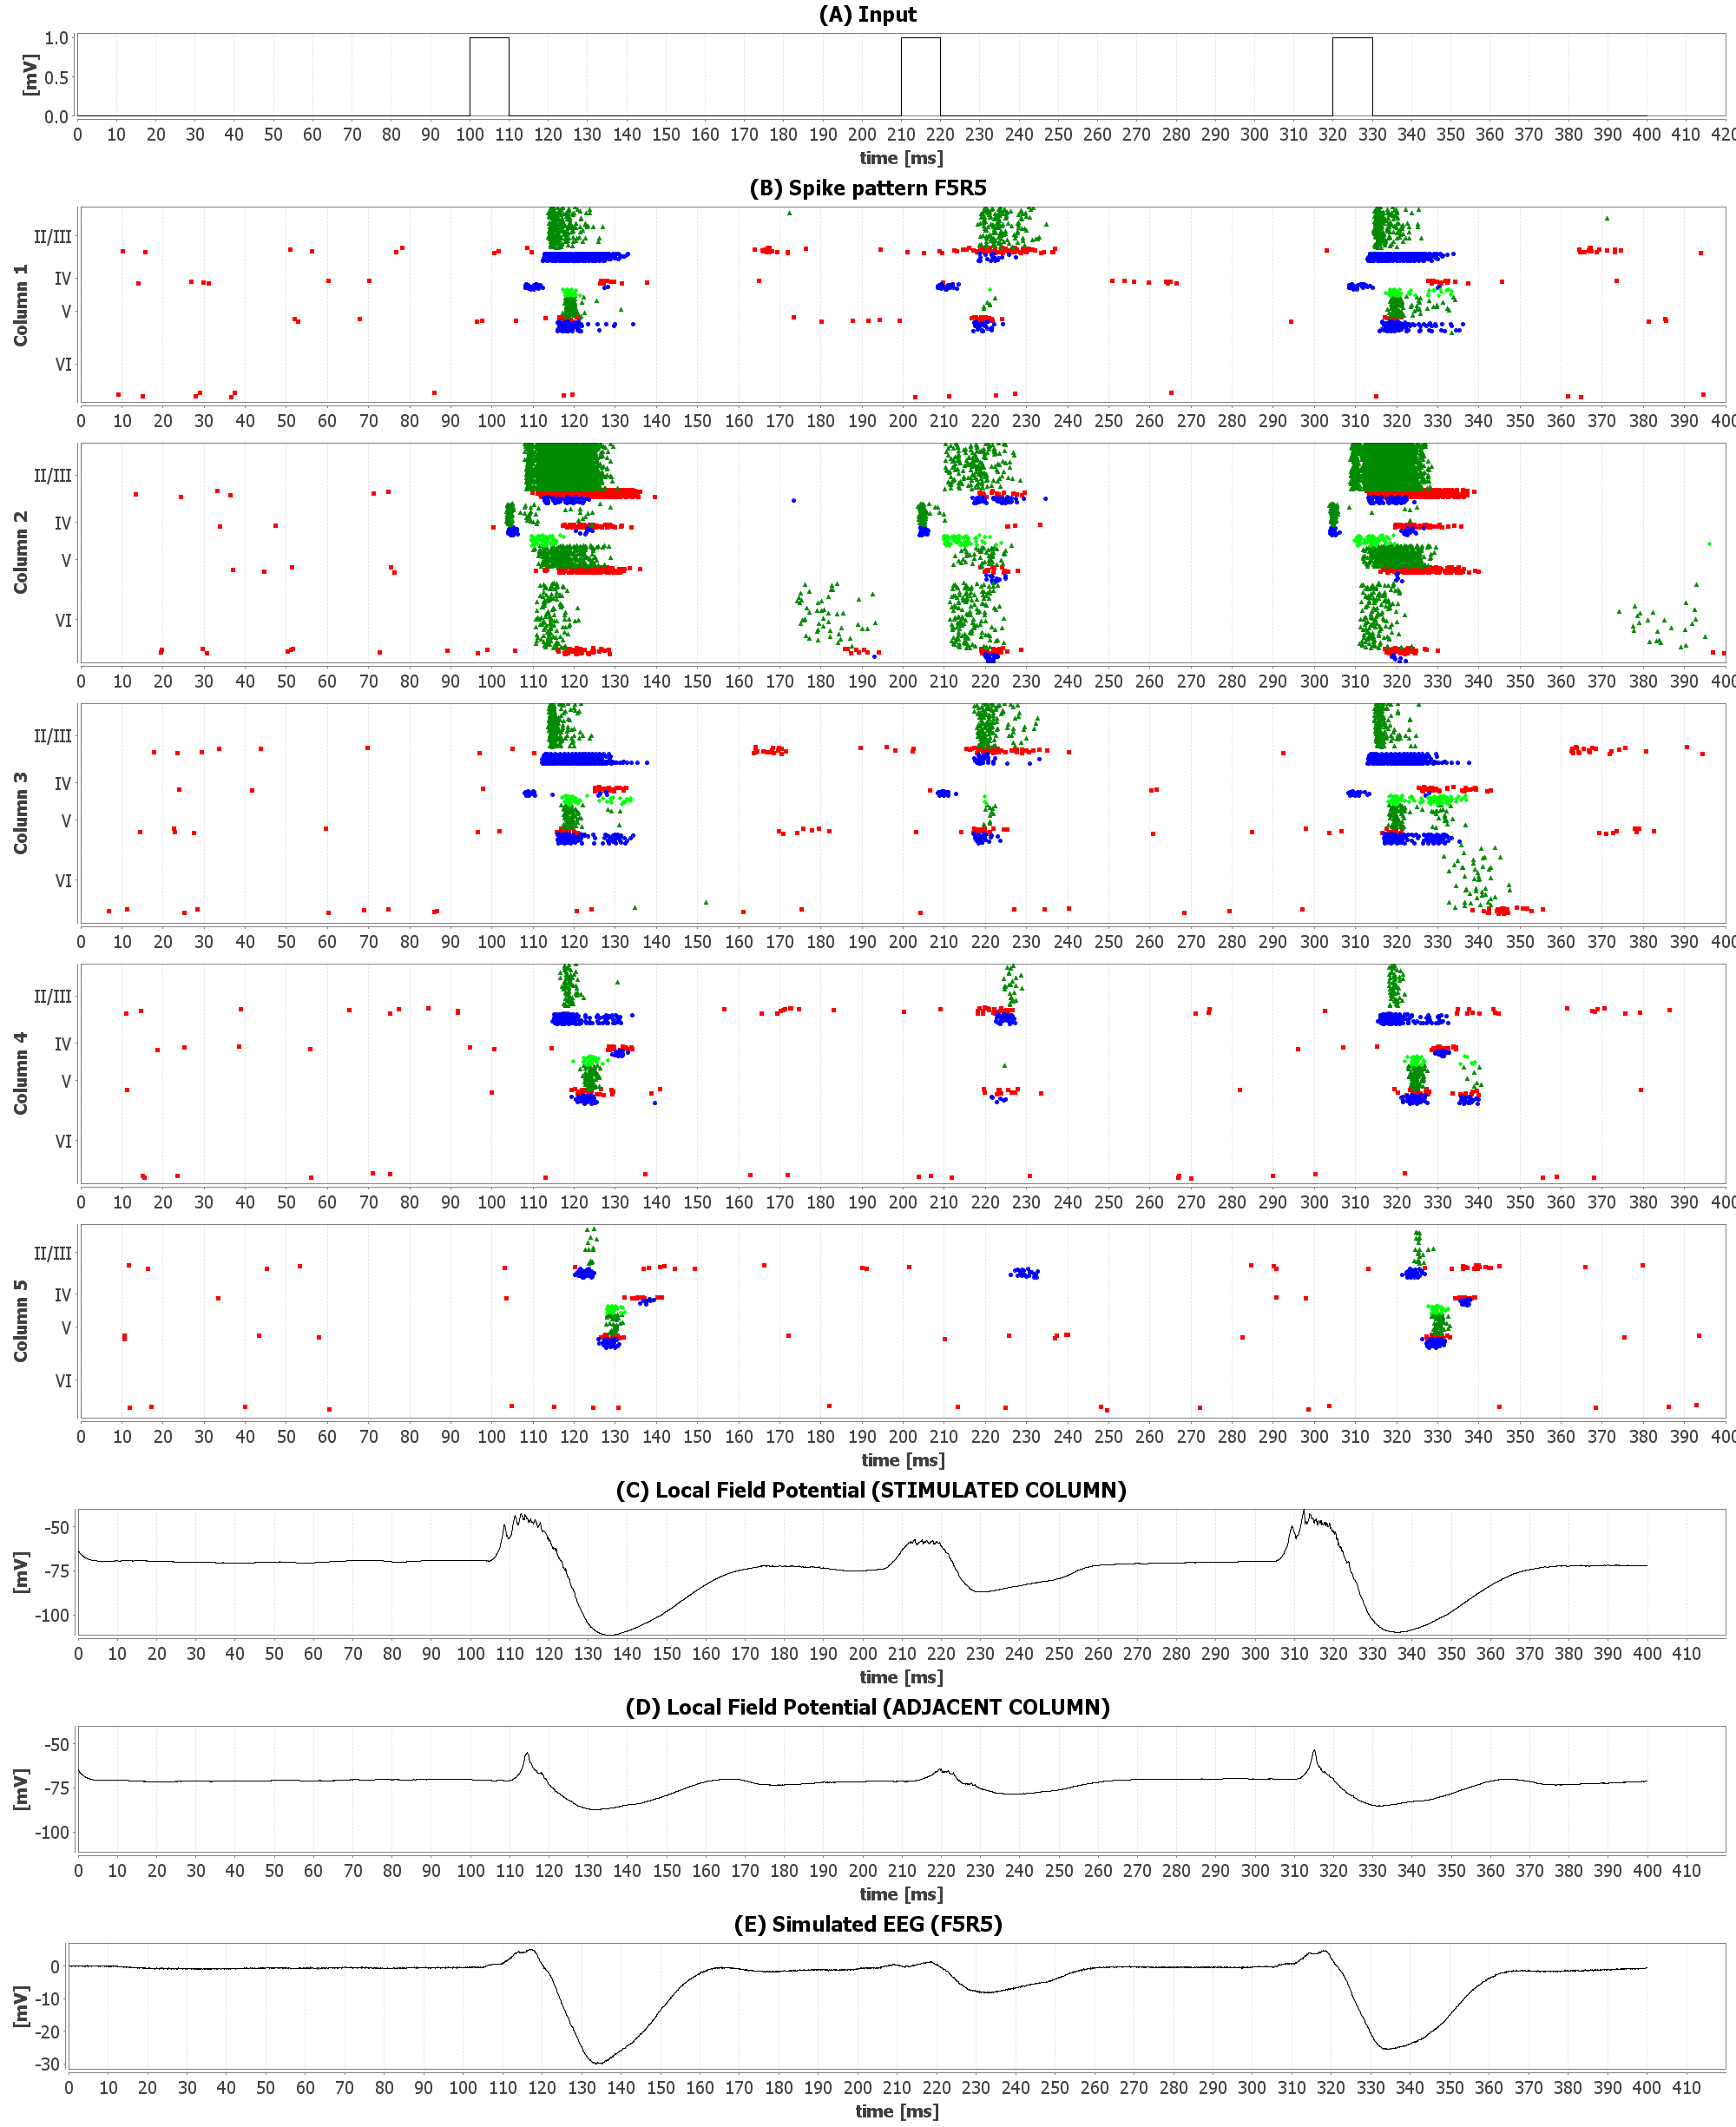 (A) Input
1.0
0.5
0.0
[mV]
0 10 20 30 40 50 60 70 80 90 100 110 120 130 140 150 160 170 180 190 200 210 220 230 240 250 260 270 280 290 300 310 320 330 340 350 360 370 380 390 400 410 420
time [ms]
(B) Spike pattern F5R5
Column 1
II/III
IV
V
VI
0 10 20 30 40 50 60 70 80 90 100 110 120 130 140 150 160 170 180 190 200 210 220 230 240 250 260 270 280 290 300 310 320 330 340 350 360 370 380 390 400
Column 2
II/III
IV
V
VI
0 10 20 30 40 50 60 70 80 90 100 110 120 130 140 150 160 170 180 190 200 210 220 230 240 250 260 270 280 290 300 310 320 330 340 350 360 370 380 390 400
Column 3
II/III
IV
V
VI
0 10 20 30 40 50 60 70 80 90 100 110 120 130 140 150 160 170 180 190 200 210 220 230 240 250 260 270 280 290 300 310 320 330 340 350 360 370 380 390 400
Column 4
II/III
IV
V
VI
0 10 20 30 40 50 60 70 80 90 100 110 120 130 140 150 160 170 180 190 200 210 220 230 240 250 260 270 280 290 300 310 320 330 340 350 360 370 380 390 400
Column 5
II/III
IV
V
VI
0 10 20 30 40 50 60 70 80 90 100 110 120 130 140 150 160 170 180 190 200 210 220 230 240 250 260 270 280 290 300 310 320 330 340 350 360 370 380 390 400
time [ms]
(C) Local Field Potential (STIMULATED COLUMN)
[mV]
-50
-75
-100
0 10 20 30 40 50 60 70 80 90 100 110 120 130 140 150 160 170 180 190 200 210 220 230 240 250 260 270 280 290 300 310 320 330 340 350 360 370 380 390 400 410
time [ms]
(D) Local Field Potential (ADJACENT COLUMN)
[mV]
-50
-75
-100
0 10 20 30 40 50 60 70 80 90 100 110 120 130 140 150 160 170 180 190 200 210 220 230 240 250 260 270 280 290 300 310 320 330 340 350 360 370 380 390 400 410
time [ms]
(E) Simulated EEG (F5R5)
[mV]
0
-10
-20
-30
0 10 20 30 40 50 60 70 80 90 100 110 120 130 140 150 160 170 180 190 200 210 220 230 240 250 260 270 280 290 300 310 320 330 340 350 360 370 380 390 400 410
time [ms]